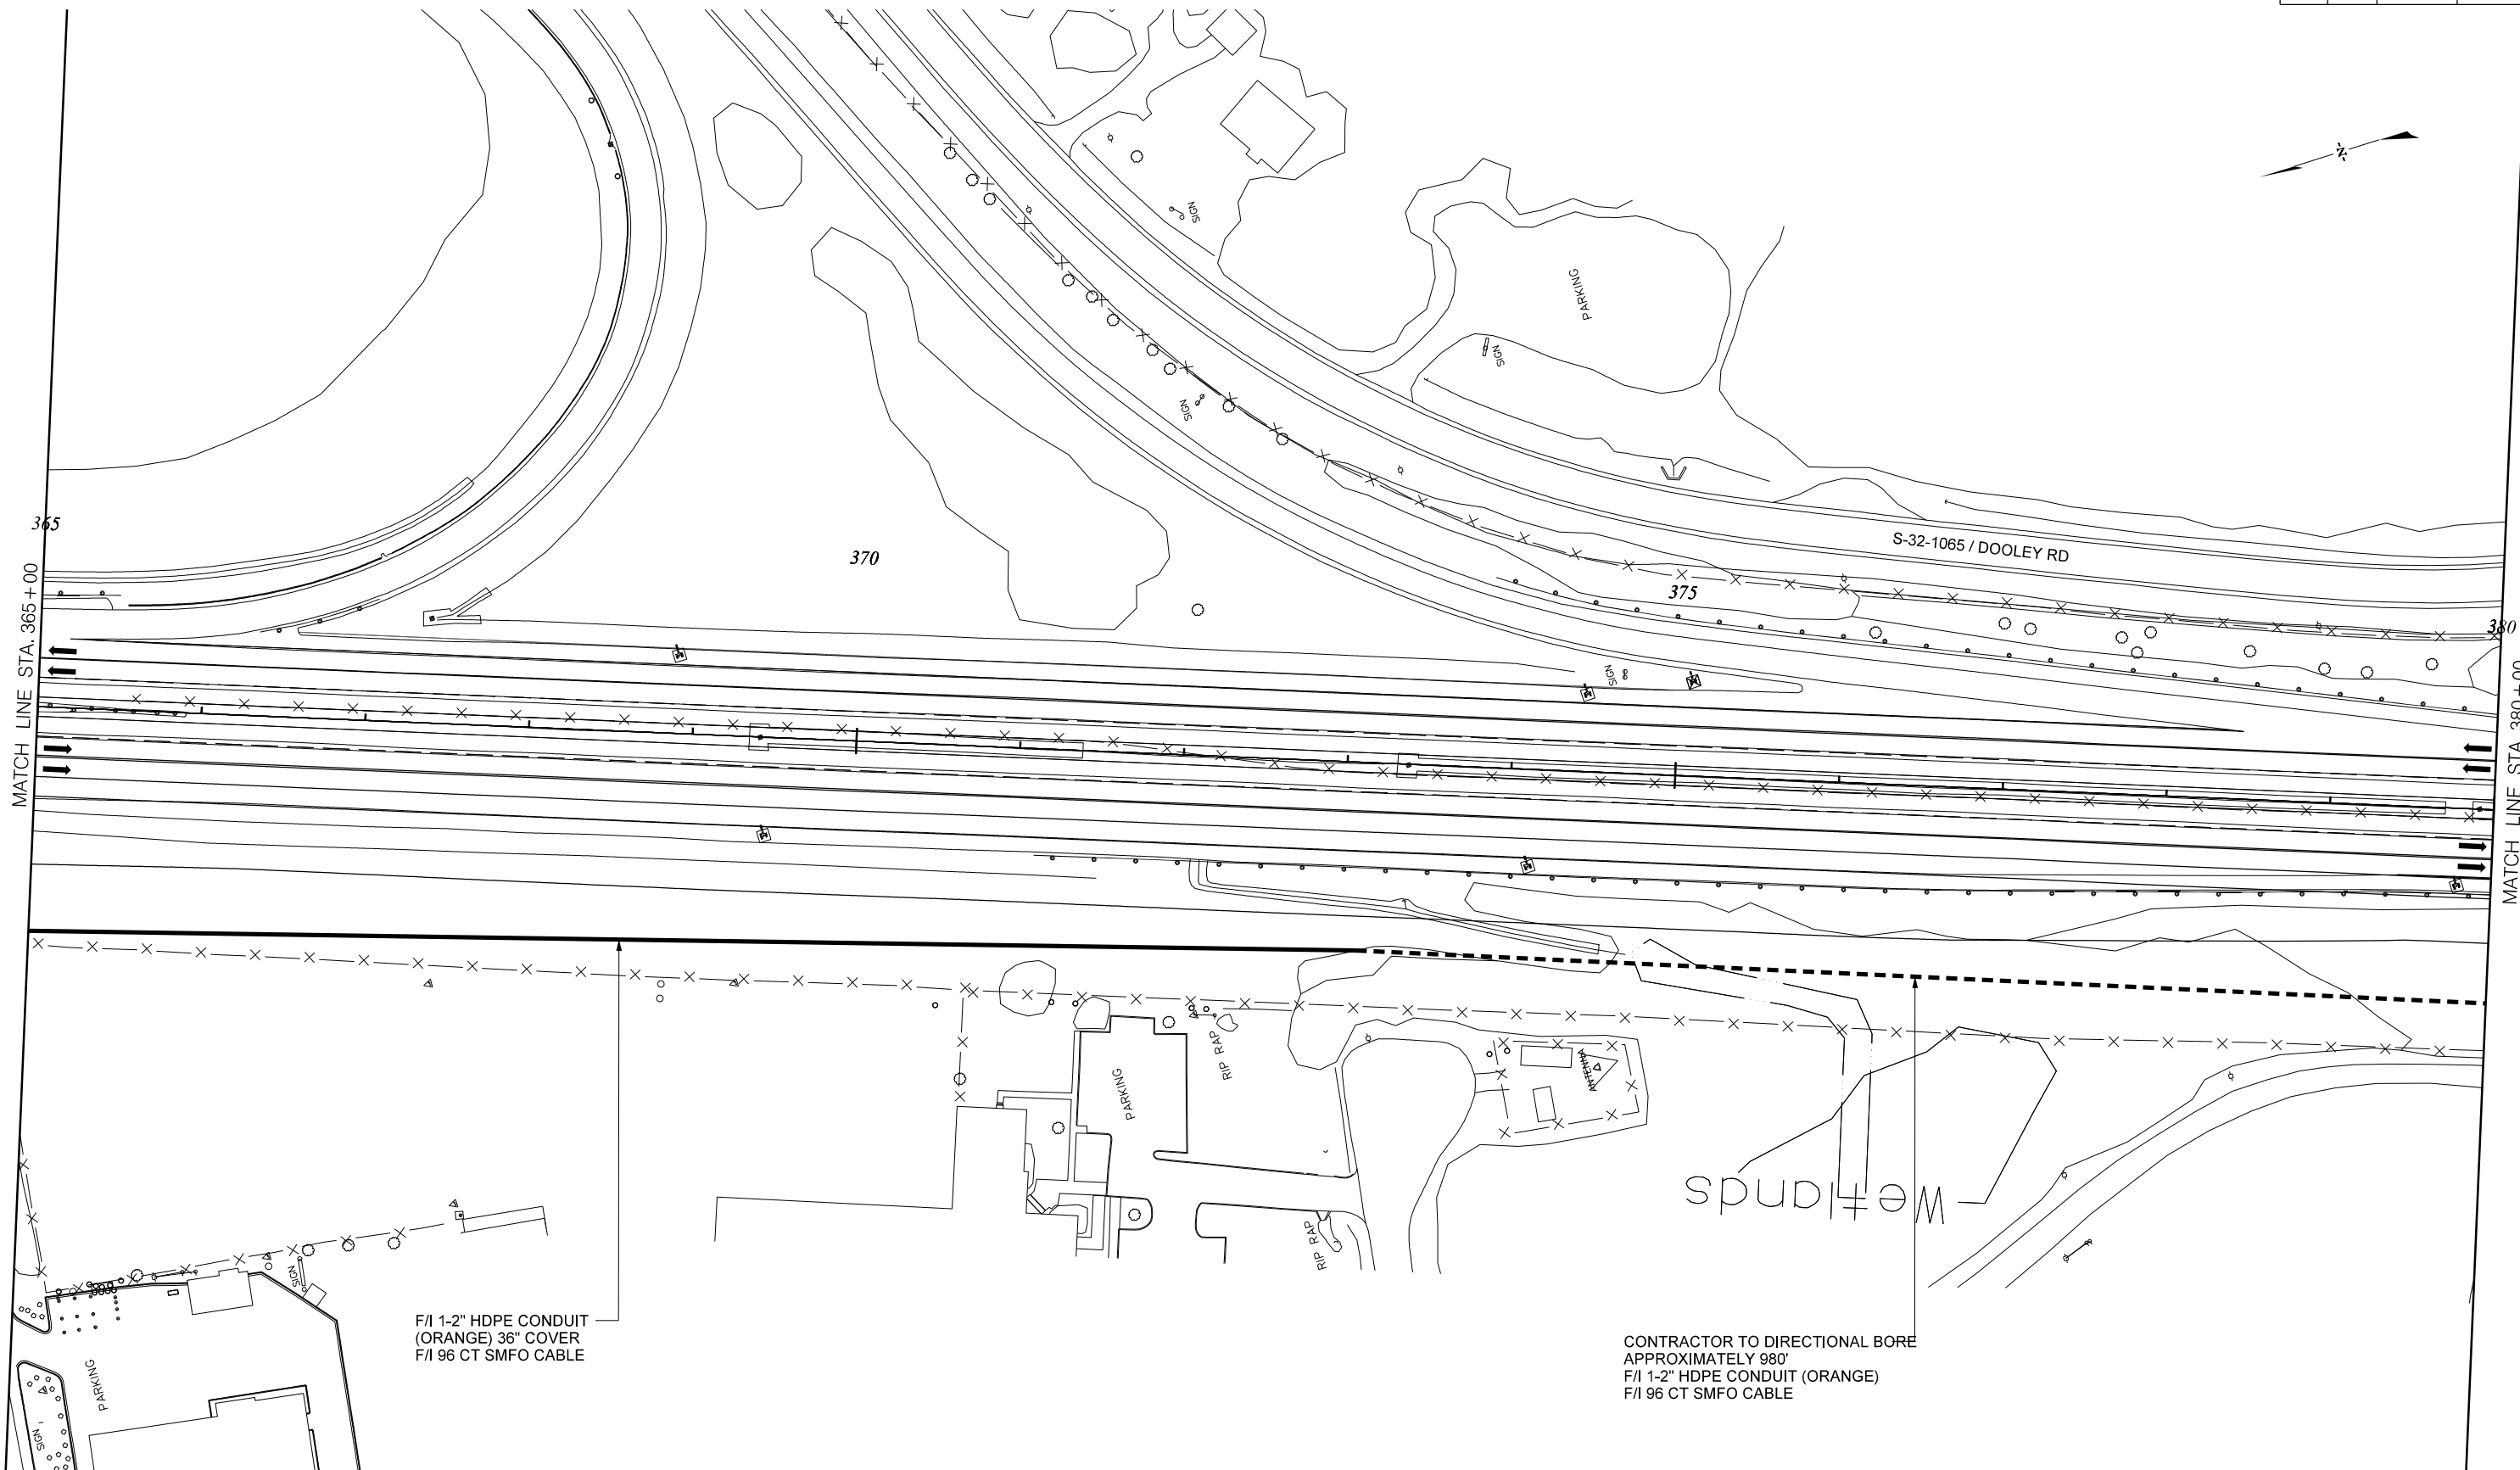 N
SIGN
PARKING
SIGN
SIGN
365
370
375
380
S-32-1065 / DOOLEY RD
SIGN
MATCH LINE STA. 365+00
MATCH LINE STA. 380+00
RIP RAP
PARKING
ANTENNA
Wetlands
RIP RAP
SIGN
F/I 1-2" HDPE CONDUIT
(ORANGE) 36" COVER
F/I 96 CT SMFO CABLE
CONTRACTOR TO DIRECTIONAL BORE
APPROXIMATELY 980'
F/I 1-2" HDPE CONDUIT (ORANGE)
F/I 96 CT SMFO CABLE
PARKING
SIGN